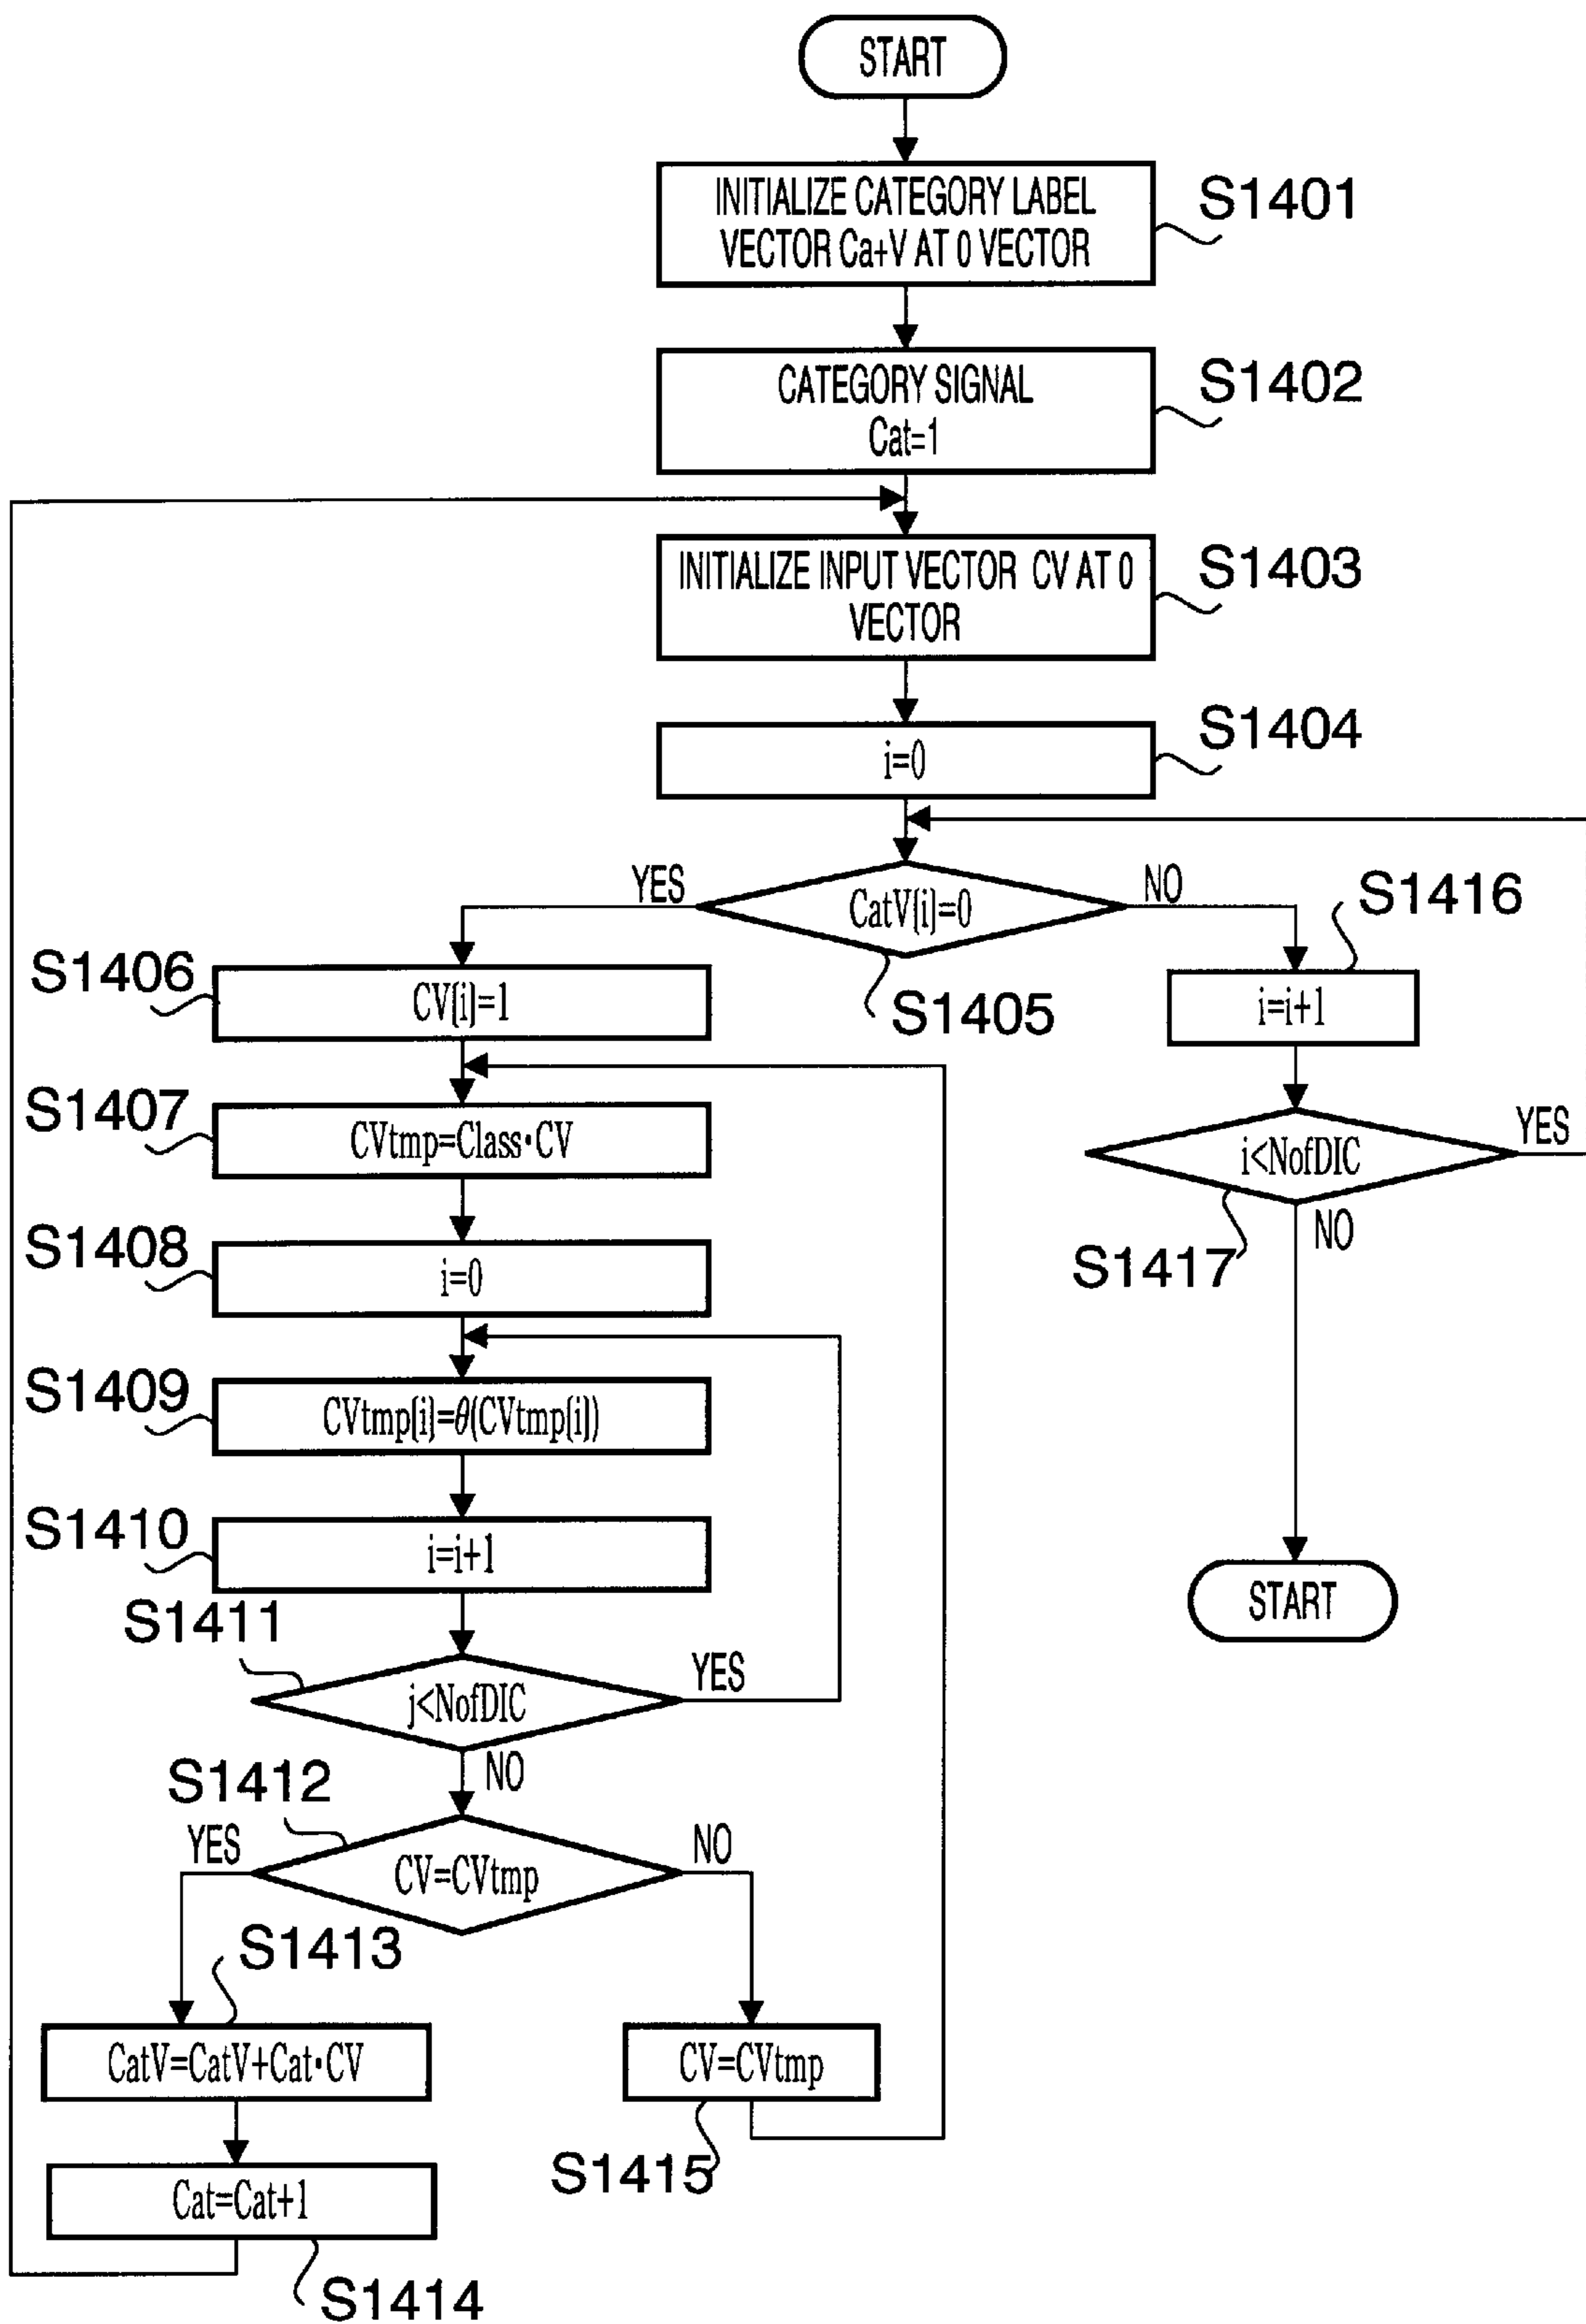 START
INITIALIZE CATEGORY LABEL
VECTOR Ca+V AT 0 VECTOR
S1401
CATEGORY SIGNAL
Cat=1
S1402
INITIALIZE INPUT VECTOR CV AT 0
VECTOR
S1403
i=0
S1404
YES
CatV[i]=0
NO
S1405
S1416
i=i+1
S1406
CV[i]=1
S1407
CVtmp=Class·CV
i<NofDIC
YES
NO
S1417
S1408
i=0
S1409
CVtmp[i]=θ(CVtmp[i])
S1410
i=i+1
START
S1411
j<NofDIC
YES
NO
S1412
YES
CV=CVtmp
NO
S1413
CatV=CatV+Cat·CV
CV=CVtmp
S1415
Cat=Cat+1
S1414